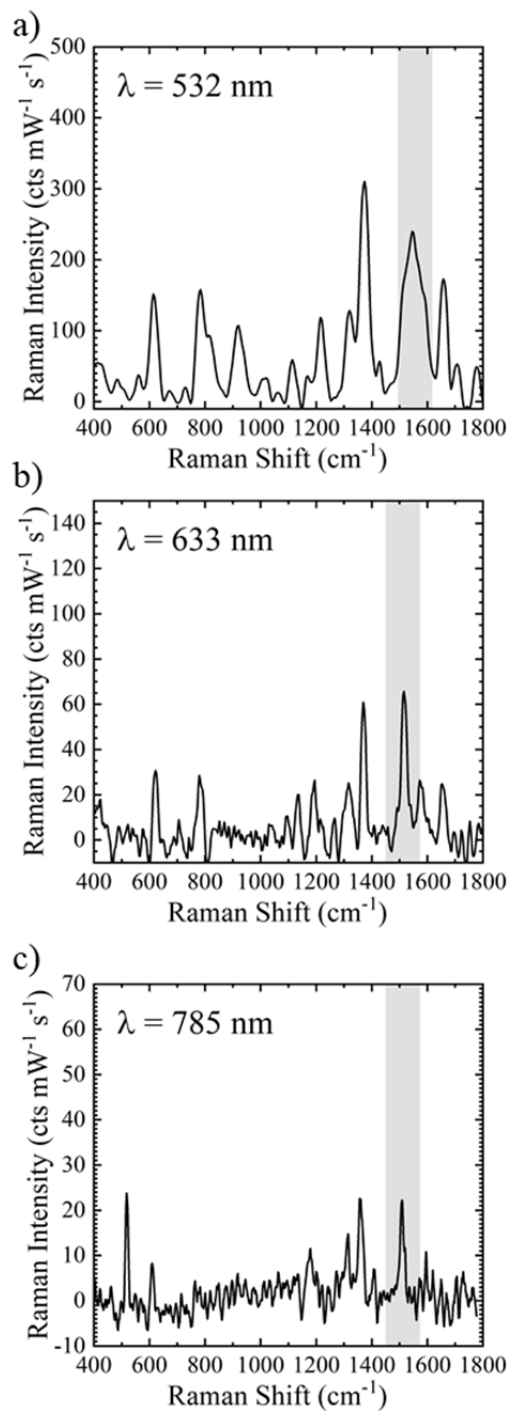 a)
500
400
300
200
100
0
Raman Intensity (cts mW⁻¹ s⁻¹)
λ = 532 nm
400 600 800 1000 1200 1400 1600 1800
Raman Shift (cm⁻¹)
b)
140
120
100
80
60
40
20
0
Raman Intensity (cts mW⁻¹ s⁻¹)
λ = 633 nm
400 600 800 1000 1200 1400 1600 1800
Raman Shift (cm⁻¹)
c)
70
60
50
40
30
20
10
0
-10
Raman Intensity (cts mW⁻¹ s⁻¹)
λ = 785 nm
400 600 800 1000 1200 1400 1600 1800
Raman Shift (cm⁻¹)